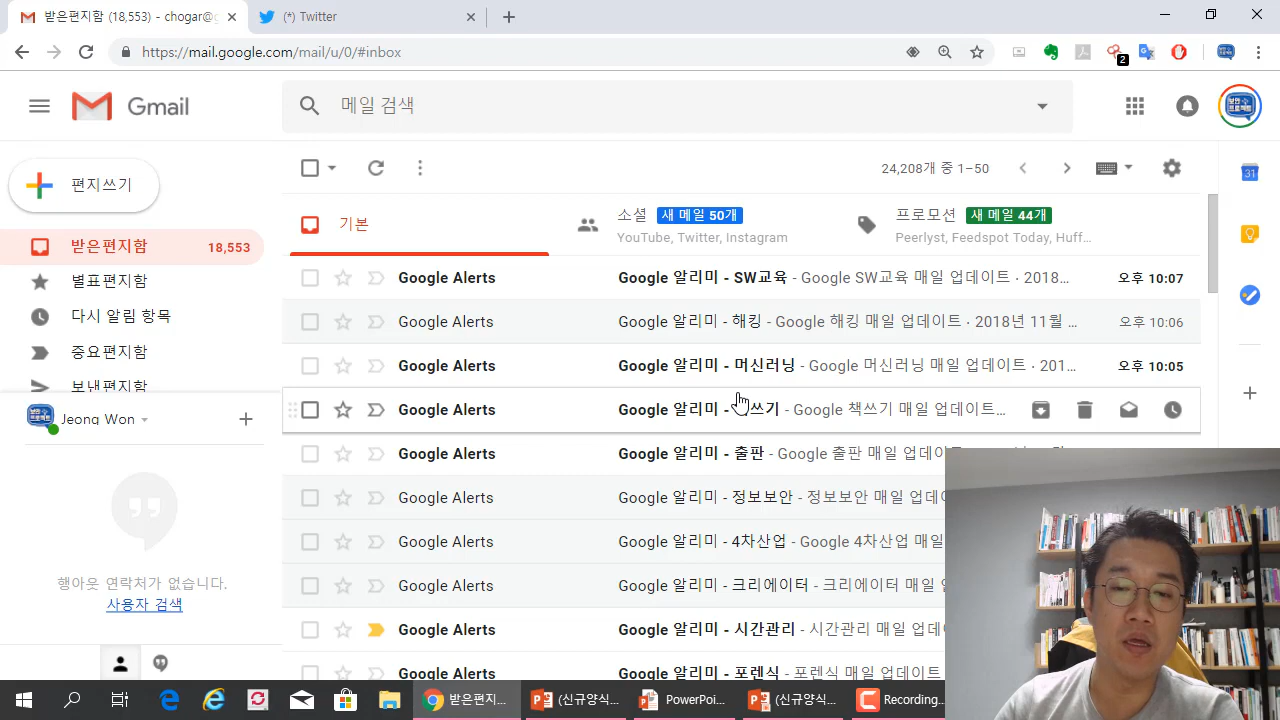 받은편지함 (18,553) - chogar@g
(*) Twitter
https://mail.google.com/mail/u/0/#inbox
2
Gmail
메일 검색
편지쓰기
24,208개 중 1–50
받은편지함 18,553
별표편지함
다시 알림 항목
중요편지함
보낸편지함
Jeong Won
행아웃 연락처가 없습니다.
사용자 검색
기본
소셜 새 메일 50개
YouTube, Twitter, Instagram
프로모션 새 메일 44개
Peerlyst, Feedspot Today, Huff...
Google Alerts Google 알리미 - SW교육 - Google SW교육 매일 업데이트 · 2018... 오후 10:07
Google Alerts Google 알리미 - 해킹 - Google 해킹 매일 업데이트 · 2018년 11월 ... 오후 10:06
Google Alerts Google 알리미 - 머신러닝 - Google 머신러닝 매일 업데이트 · 201... 오후 10:05
Google Alerts Google 알리미 - 쓰기 - Google 책쓰기 매일 업데이트...
Google Alerts Google 알리미 - 출판 - Google 출판 매일 업데이트
Google Alerts Google 알리미 - 정보보안 - 정보보안 매일 업데이
Google Alerts Google 알리미 - 4차산업 - Google 4차산업 매일
Google Alerts Google 알리미 - 크리에이터 - 크리에이터 매일
Google Alerts Google 알리미 - 시간관리 - 시간관리 매일 업데
Google Alerts Google 알리미 - 포렌식 - 포렌식 매일 업데이트
31
받은편지...
(신규양식...
PowerPoi...
(신규양식...
Recording...